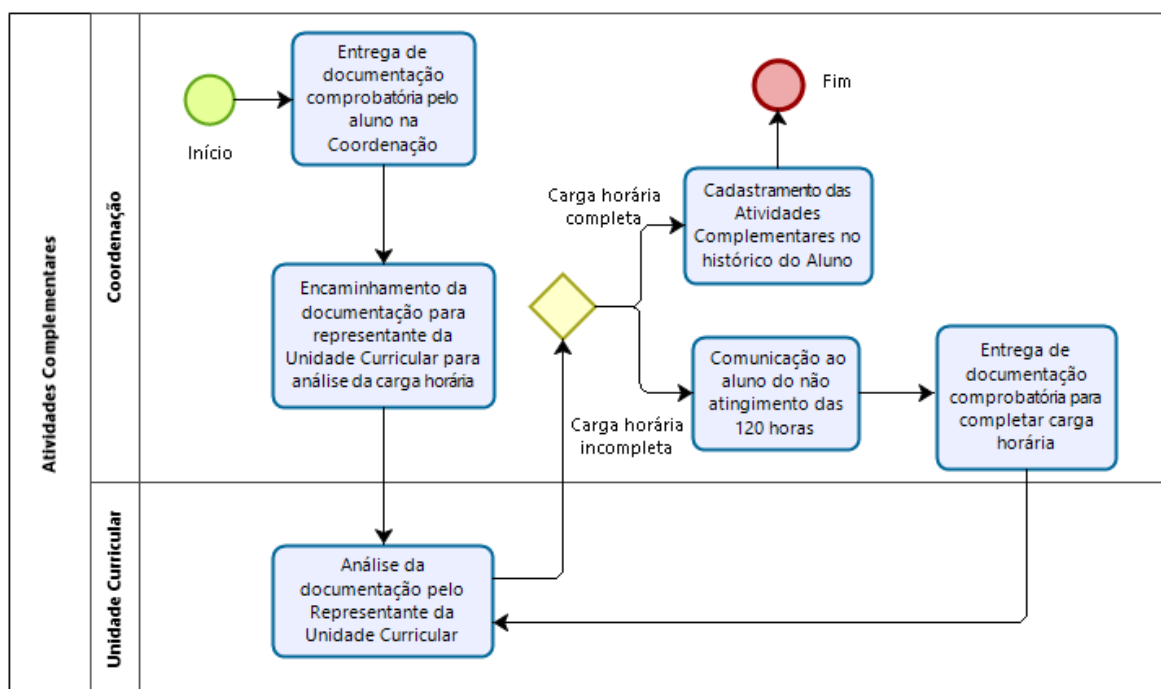 Atividades Complementares
Coordenação
Unidade Curricular
Início
Entrega de
documentação
comprobatória pelo
aluno na
Coordenação
Encaminhamento da
documentação para
representante da
Unidade Curricular para
análise da carga horária
Análise da
documentação pelo
Representante da
Unidade Curricular
Carga horária
completa
Carga horária
incompleta
Cadastramento das
Atividades
Complementares no
histórico do Aluno
Fim
Comunicação ao
aluno do não
atingimento das
120 horas
Entrega de
documentação
comprobatória para
completar carga
horária